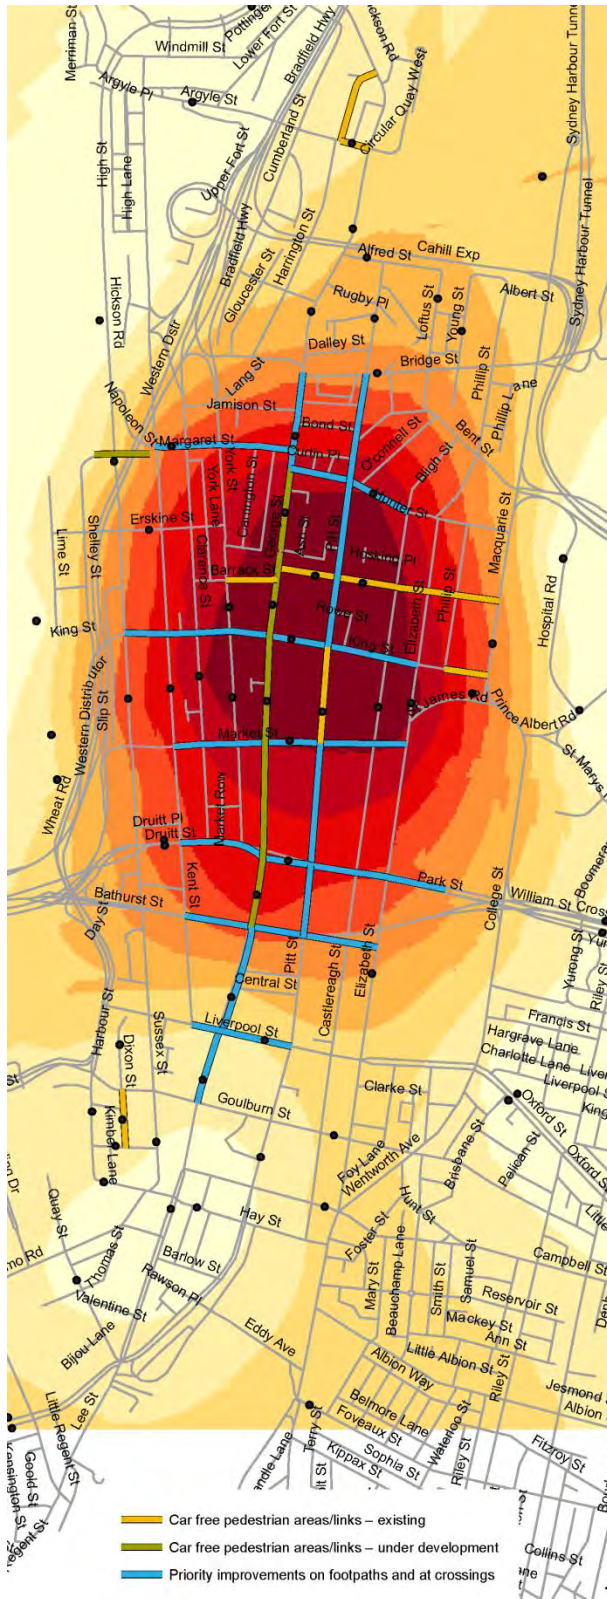 Merriman St
Pottinger
Windmill St
Lower Fort St
Bradfield Hwy
Hickson Rd
Sydney Harbour Tunnel
Argyle Pl
Argyle St
Cumberland St
Circular Quay West
High St
High Lane
Upper Fort St
Sydney Harbour Tunnel
Bradfield Hwy
Harrington St
Gloucester St
Alfred St
Cahill Exp
Hickson Rd
Rugby Pl
Loftus St
Young St
Albert St
Western Dstr
Dalley St
Bridge St
Phillip St
Phillip Lane
Lang St
Jamison St
Napoleon St
Margaret St
Bond St
Curtin Pl
O'connell St
Bent St
Bligh St
York St
York Lane
Carrington St
Hunter St
Macquarie St
Erskine St
George St
Ash St
Pitt St
Hoskind Pl
Lime St
Shelley St
Clarence St
Barrack St
Phillip St
Hospital Rd
Rowe St
Elizabeth St
King St
King St
Western Distributor
Slip St
St James Rd
Prince Albert Rd
Market St
St Marys
Wheat Rd
Market Row
Druitt Pl
Druitt St
Park St
College St
Boomera
Kent St
William St
Cross
Bathurst St
Day St
Pitt St
Castlereagh St
Elizabeth St
Yurong St
Riley St
Central St
Harbour St
Sussex St
Liverpool St
Francis St
Hargrave Lane
Charlotte Lane
Dixon St
Clarke St
Liverpool S
Goulburn St
Oxford St
King
Kimber Lane
Foy Lane
Wentworth Ave
Brisbane St
Pelican St
Oxford St
Quay St
Hay St
Hunt St
Little
Foster St
Thomas St
Barlow St
Mary St
Beauchamp Lane
Smith St
Samuel St
Campbell St
Rawson Pl
Reservoir St
Valentine St
Mackey St
Ann St
Bijou Lane
Eddy Ave
Little Albion St
Albion Way
Riley St
Lee St
Little Regent St
Belmore Lane
Jesmond
Albion
Terry St
Foveaux St
Waterloo St
Fitzroy St
Kensington St
Goold St
Sophia St
Kippax St
Riley St
Regent St
Collins St
Car free pedestrian areas/links – existing
Car free pedestrian areas/links – under development
Priority improvements on footpaths and at crossings